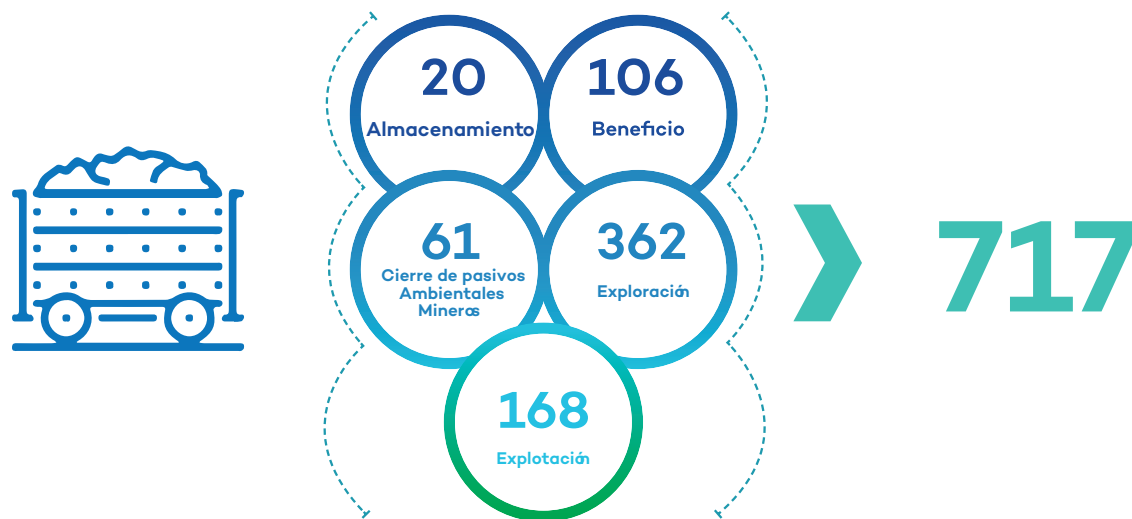 20
Almacenamiento
106
Beneficio
61
Cierre de pasivos
Ambientales
Mineros
362
Exploración
168
Explotación
717